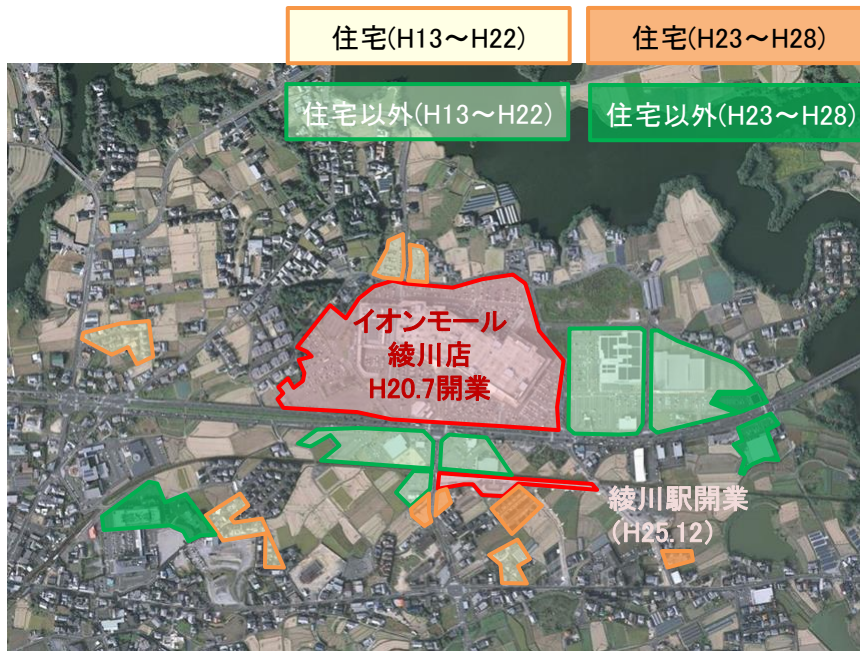 住宅(H13～H22)
住宅(H23～H28)
住宅以外(H13～H22)
住宅以外(H23～H28)
イオンモール
綾川店
H20.7開業
綾川駅開業
(H25.12)